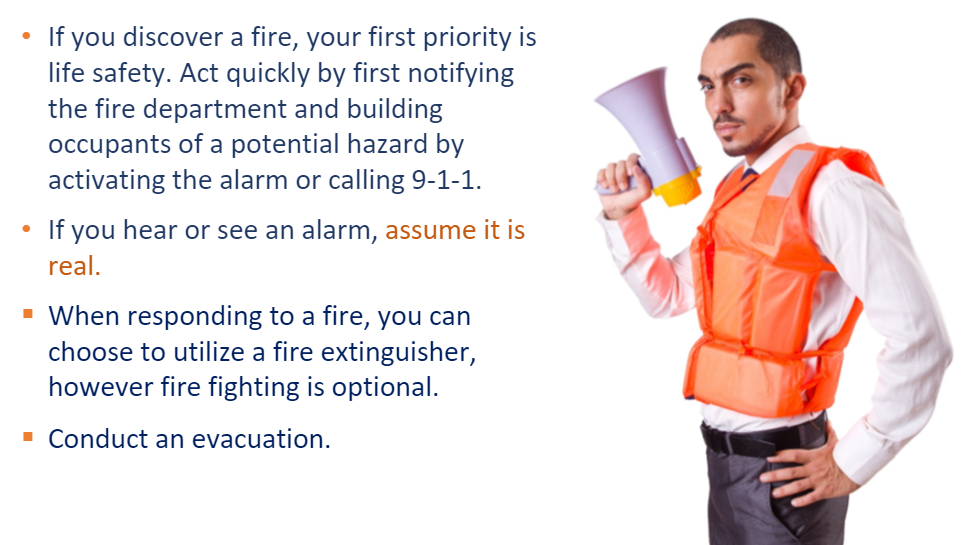 • If you discover a fire, your first priority is
life safety. Act quickly by first notifying
the fire department and building
occupants of a potential hazard by
activating the alarm or calling 9-1-1.
• If you hear or see an alarm, assume it is
real.
▪ When responding to a fire, you can
choose to utilize a fire extinguisher,
however fire fighting is optional.
▪ Conduct an evacuation.